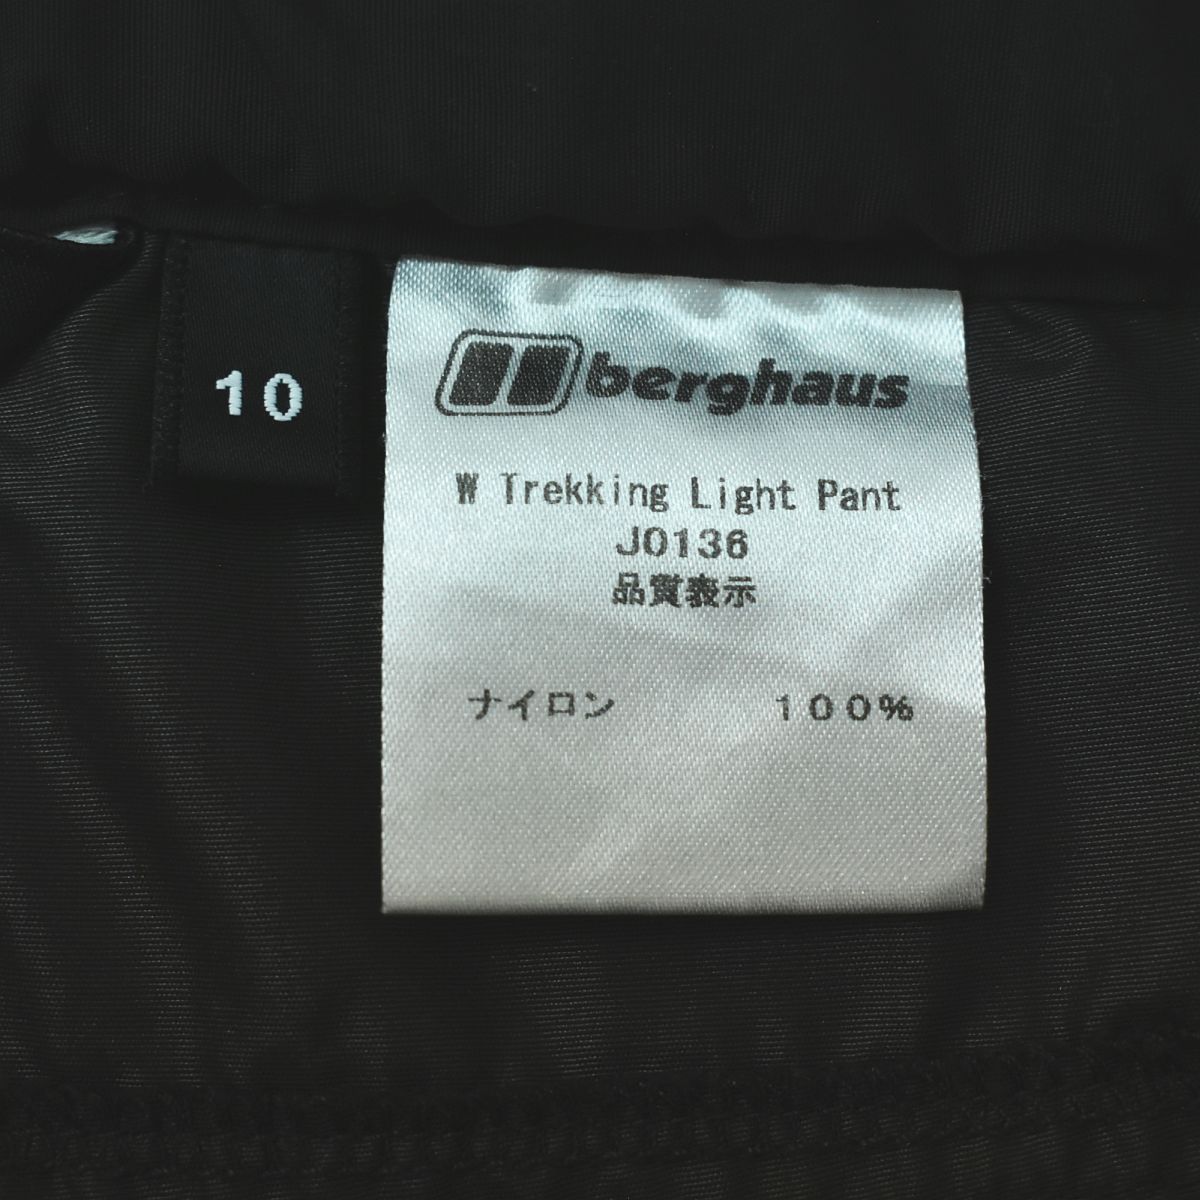 10
berghaus
W Trekking Light Pant
J0136
品質表示
ナイロン 100%